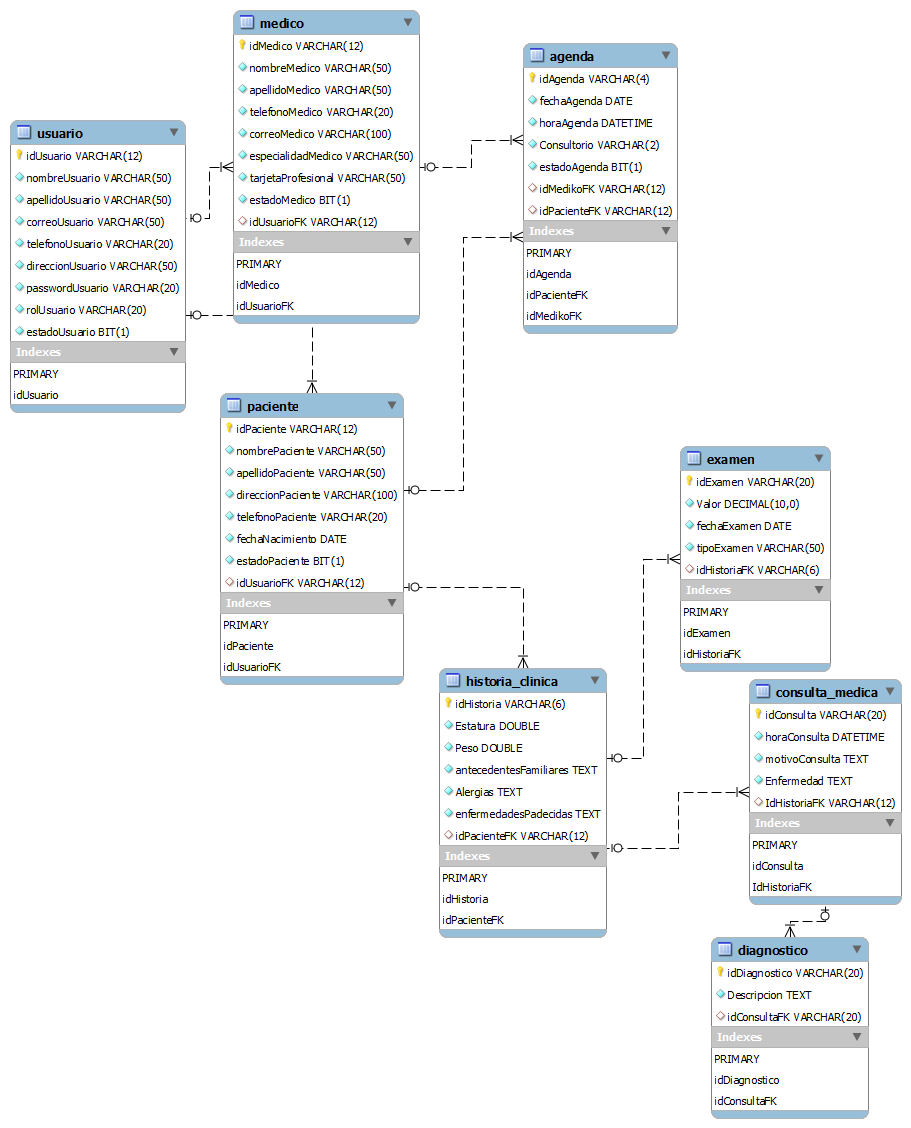 medico
idMedico VARCHAR(12)
nombreMedico VARCHAR(50)
apellidoMedico VARCHAR(50)
telefonoMedico VARCHAR(20)
correoMedico VARCHAR(100)
especialidadMedico VARCHAR(50)
tarjetaProfesional VARCHAR(50)
estadoMedico BIT(1)
idUsuarioFK VARCHAR(12)
Indexes
PRIMARY
idMedico
idUsuarioFK
agenda
idAgenda VARCHAR(4)
fechaAgenda DATE
horaAgenda DATETIME
Consultorio VARCHAR(2)
estadoAgenda BIT(1)
idMedikoFK VARCHAR(12)
idPacienteFK VARCHAR(12)
Indexes
PRIMARY
idAgenda
idPacienteFK
idMedikoFK
usuario
idUsuario VARCHAR(12)
nombreUsuario VARCHAR(50)
apellidoUsuario VARCHAR(50)
correoUsuario VARCHAR(50)
telefonoUsuario VARCHAR(20)
direccionUsuario VARCHAR(50)
passwordUsuario VARCHAR(20)
rolUsuario VARCHAR(20)
estadoUsuario BIT(1)
Indexes
PRIMARY
idUsuario
paciente
idPaciente VARCHAR(12)
nombrePaciente VARCHAR(50)
apellidoPaciente VARCHAR(50)
direccionPaciente VARCHAR(100)
telefonoPaciente VARCHAR(20)
fechaNacimiento DATE
estadoPaciente BIT(1)
idUsuarioFK VARCHAR(12)
Indexes
PRIMARY
idPaciente
idUsuarioFK
examen
idExamen VARCHAR(20)
Valor DECIMAL(10,0)
fechaExamen DATE
tipoExamen VARCHAR(50)
idHistoriaFK VARCHAR(6)
Indexes
PRIMARY
idExamen
idHistoriaFK
historia_clinica
idHistoria VARCHAR(6)
Estatura DOUBLE
Peso DOUBLE
antecedentesFamiliares TEXT
Alergias TEXT
enfermedadesPadecidas TEXT
idPacienteFK VARCHAR(12)
Indexes
PRIMARY
idHistoria
idPacienteFK
consulta_medica
idConsulta VARCHAR(20)
horaConsulta DATETIME
motivoConsulta TEXT
Enfermedad TEXT
IdHistoriaFK VARCHAR(12)
Indexes
PRIMARY
idConsulta
IdHistoriaFK
diagnostico
idDiagnostico VARCHAR(20)
Descripcion TEXT
idConsultaFK VARCHAR(20)
Indexes
PRIMARY
idDiagnostico
idConsultaFK